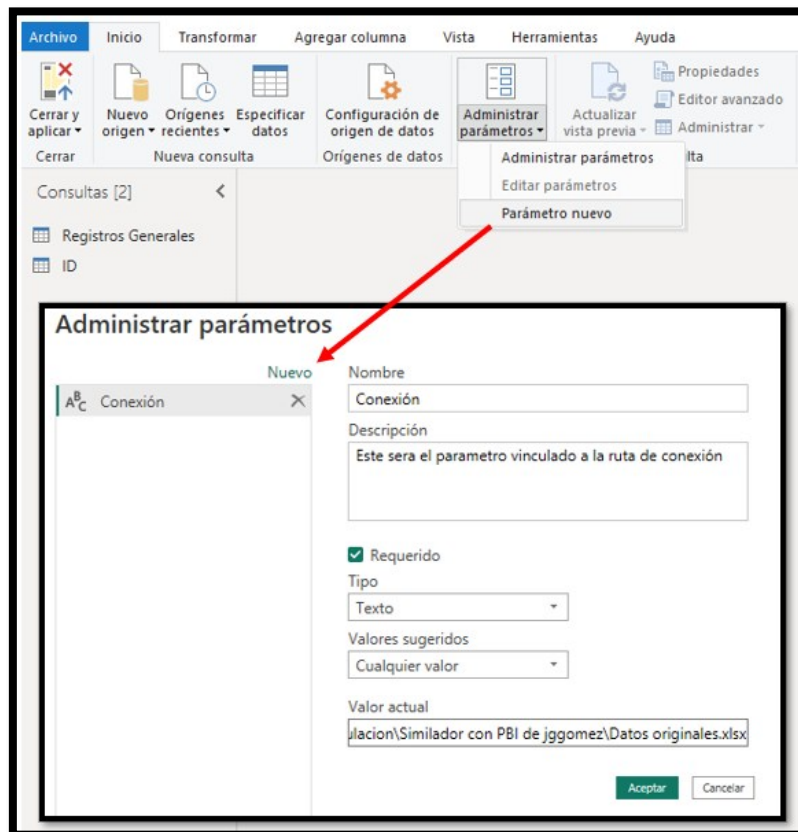 Archivo Inicio Transformar Agregar columna Vista Herramientas Ayuda
Cerrar y aplicar
Nuevo origen
Orígenes recientes
Especificar datos
Configuración de origen de datos
Administrar parámetros
Actualizar vista previa
Propiedades
Editor avanzado
Administrar
Cerrar
Nueva consulta
Orígenes de datos
lta
Administrar parámetros
Editar parámetros
Parámetro nuevo
Consultas [2]
Registros Generales
ID
Administrar parámetros
Nuevo
ABC Conexión
Nombre
Conexión
Descripción
Este sera el parametro vinculado a la ruta de conexión
Requerido
Tipo
Texto
Valores sugeridos
Cualquier valor
Valor actual
ulacion\Similador con PBI de jggomez\Datos originales.xlsx
Aceptar Cancelar